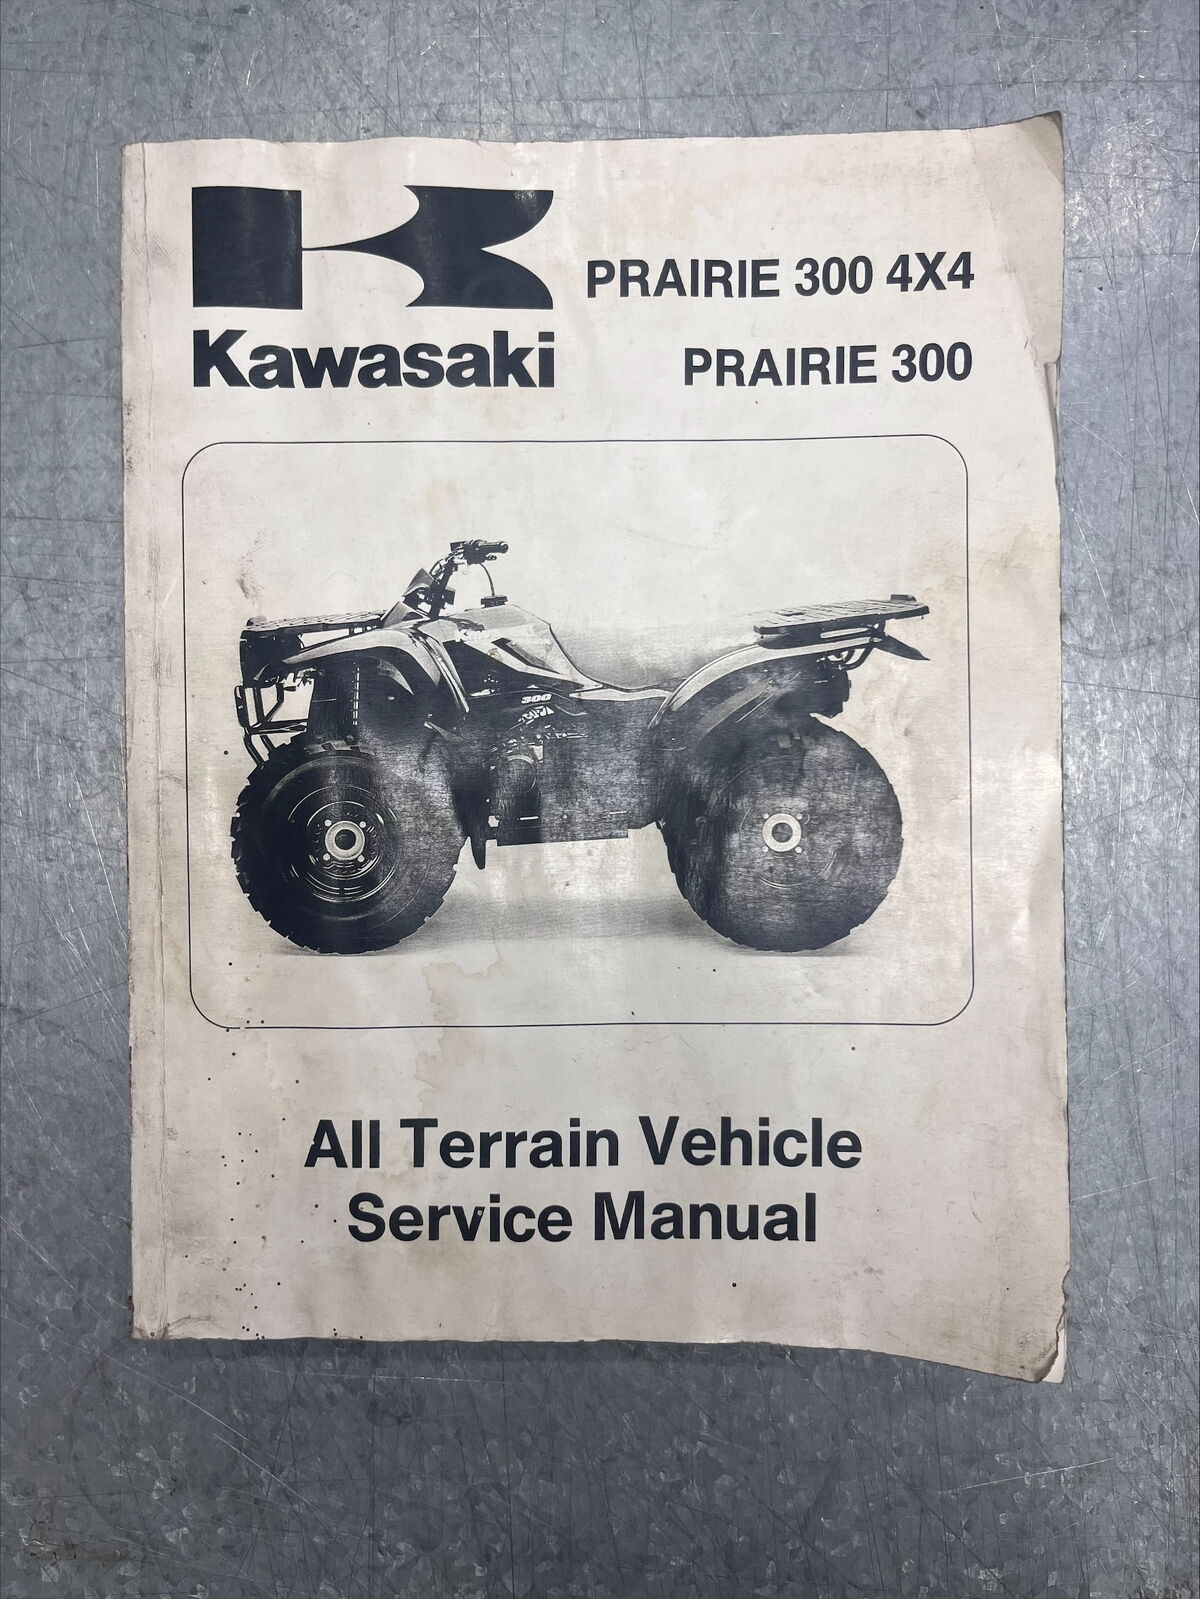 Kawasaki
PRAIRIE 300 4X4
PRAIRIE 300
300
All Terrain Vehicle
Service Manual